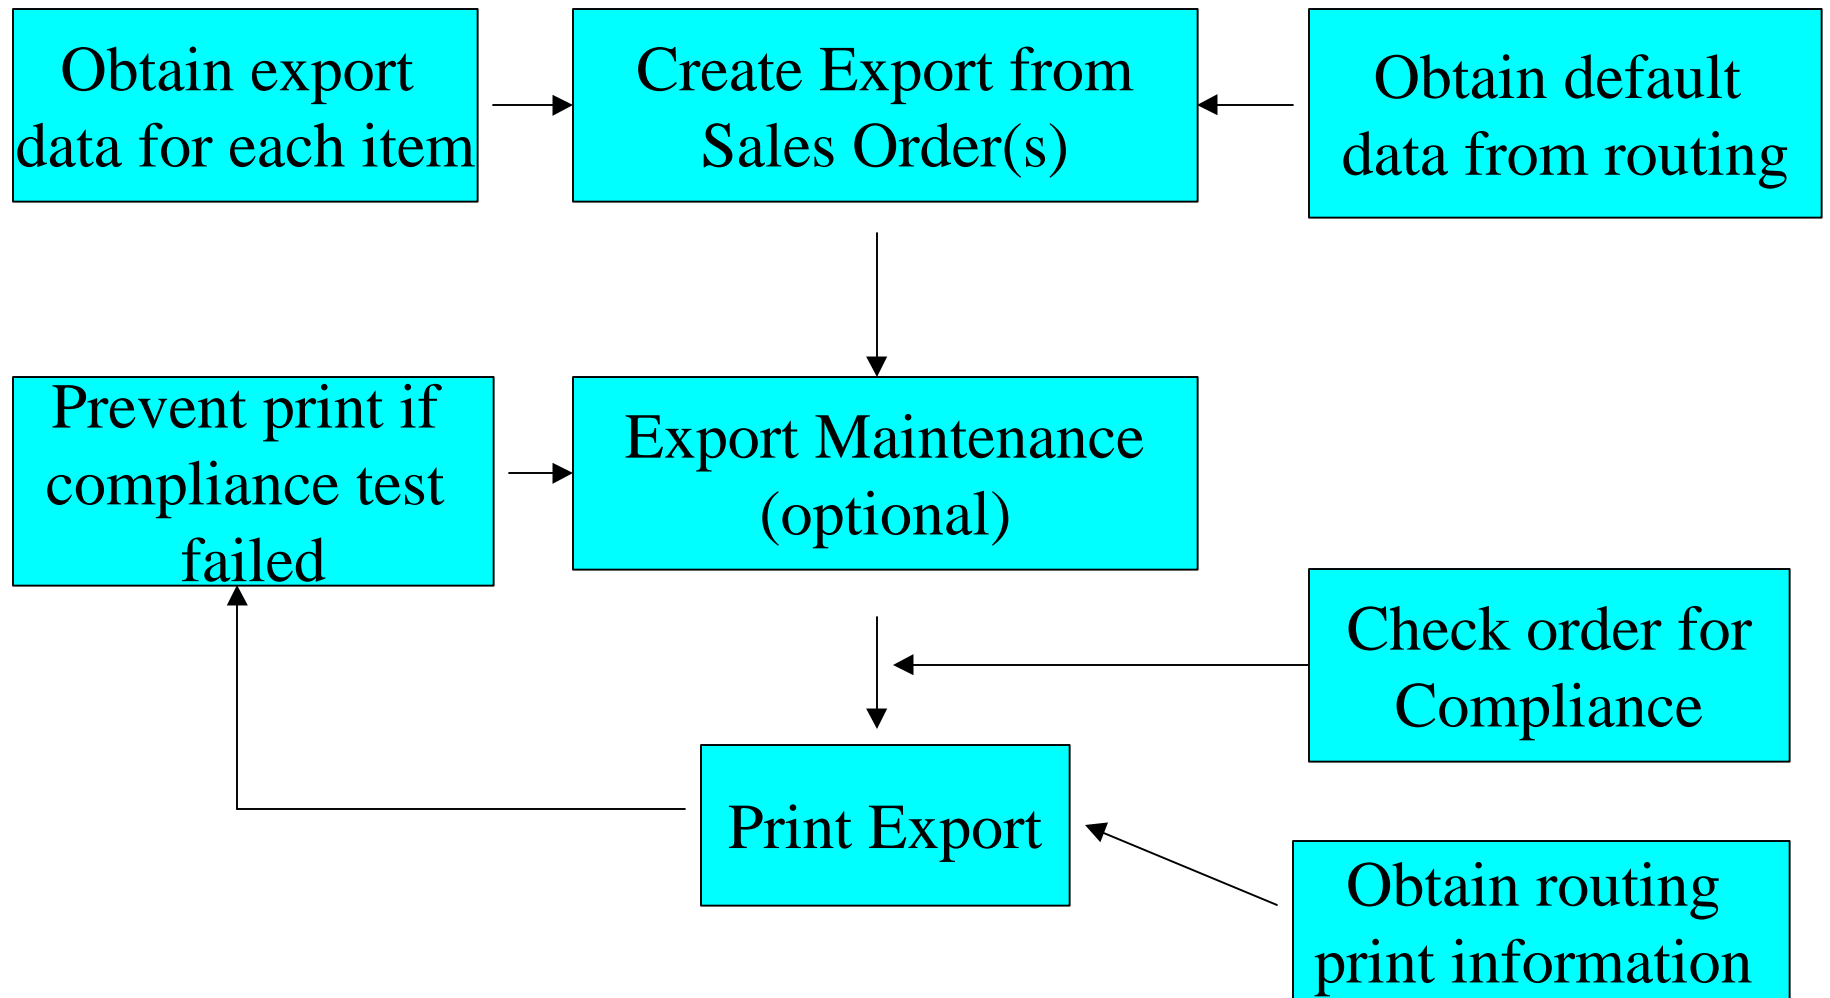 Obtain export
data for each item
Create Export from
Sales Order(s)
Obtain default
data from routing
Prevent print if
compliance test
failed
Export Maintenance
(optional)
Check order for
Compliance
Print Export
Obtain routing
print information